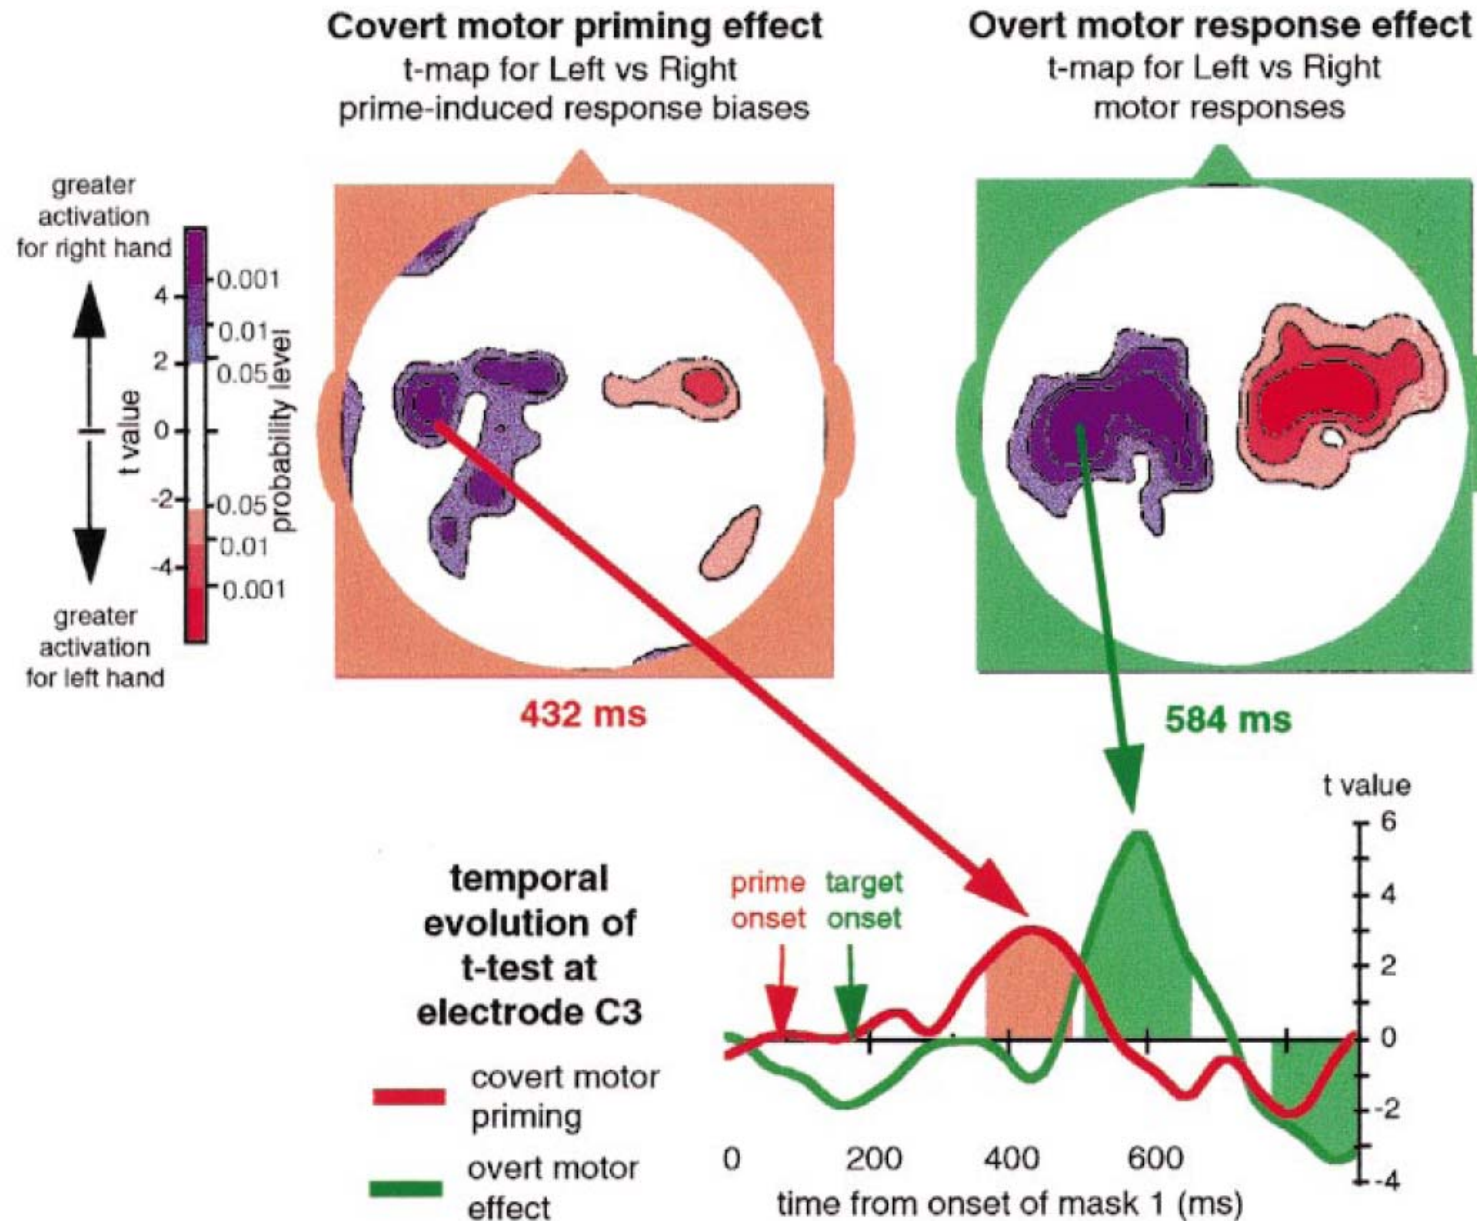 Covert motor priming effect
t-map for Left vs Right
prime-induced response biases
Overt motor response effect
t-map for Left vs Right
motor responses
greater
activation
for right hand
4
2
0
-2
-4
t value
0.001
0.01
0.05
0.05
0.01
0.001
probability level
greater
activation
for left hand
432 ms
584 ms
temporal
evolution of
t-test at
electrode C3
covert motor
priming
overt motor
effect
prime
onset
target
onset
t value
6
4
2
0
-2
-4
0 200 400 600
time from onset of mask 1 (ms)